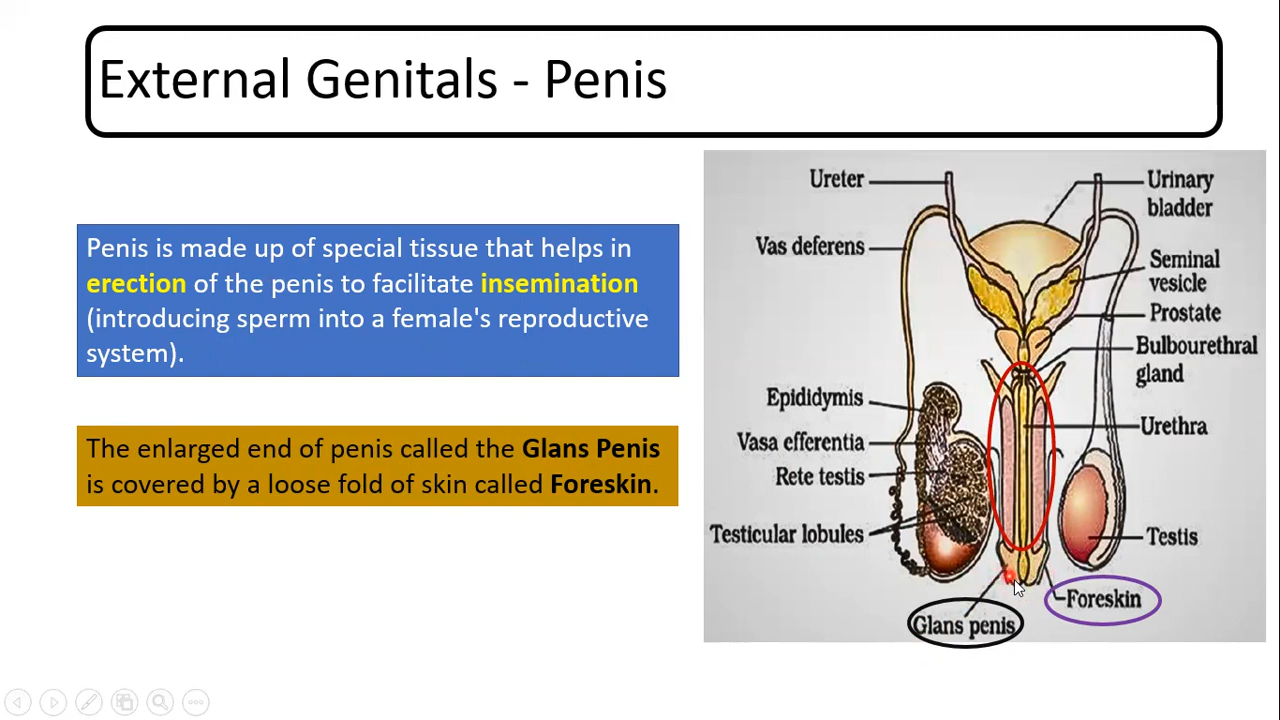 External Genitals - Penis
Penis is made up of special tissue that helps in
erection of the penis to facilitate insemination
(introducing sperm into a female's reproductive
system).
The enlarged end of penis called the Glans Penis
is covered by a loose fold of skin called Foreskin.
Ureter
Urinary
bladder
Vas deferens
Seminal
vesicle
Prostate
Bulbourethral
gland
Epididymis
Urethra
Vasa efferentia
Rete testis
Testicular lobules
Testis
Foreskin
Glans penis